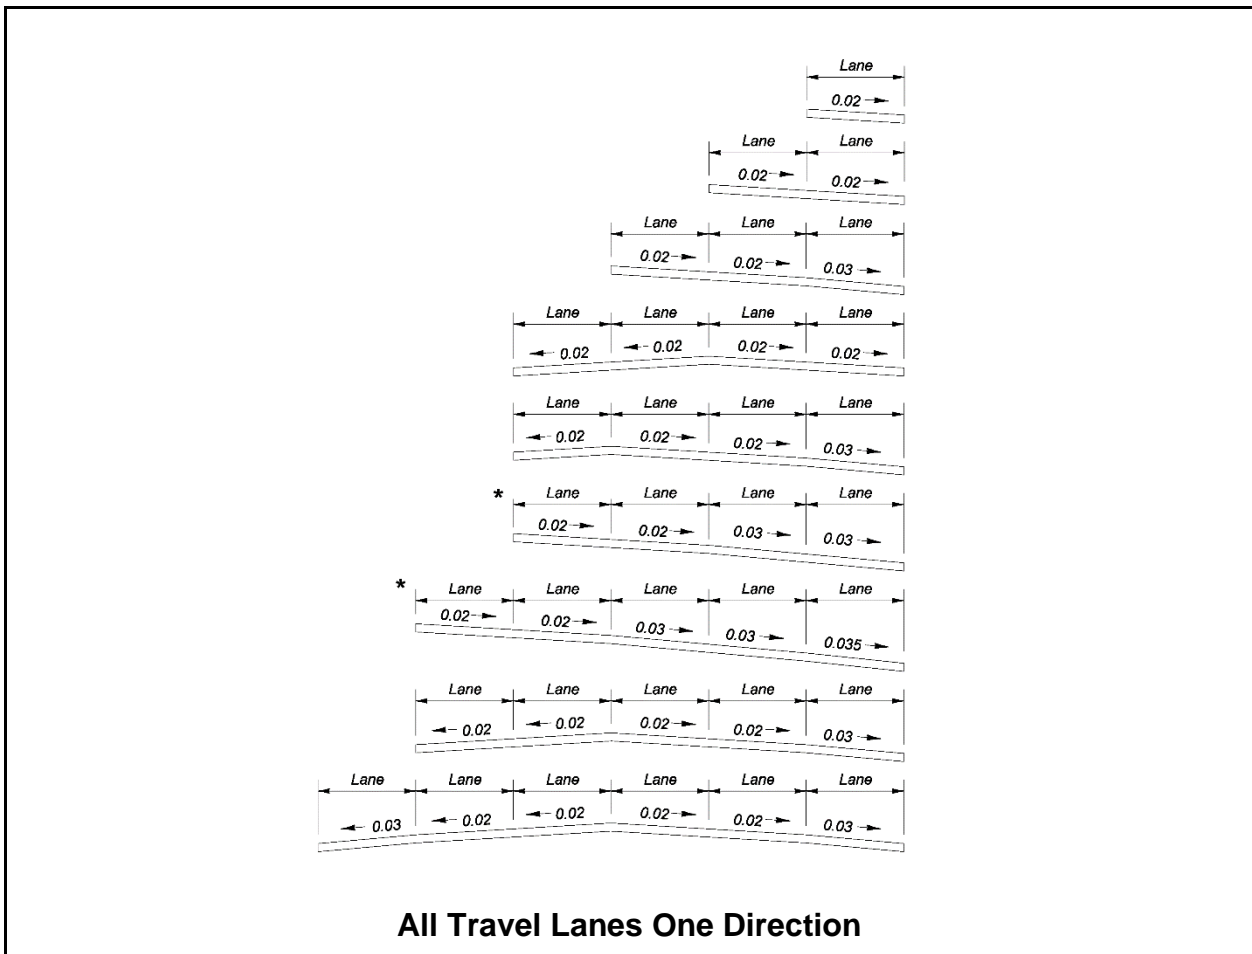 Lane
0.02
Lane Lane
0.02 0.02
Lane Lane Lane
0.02 0.02 0.03
Lane Lane Lane Lane
0.02 0.02 0.02 0.02
Lane Lane Lane Lane
0.02 0.02 0.02 0.03
* Lane Lane Lane Lane
0.02 0.02 0.03 0.03
* Lane Lane Lane Lane Lane
0.02 0.02 0.03 0.03 0.035
Lane Lane Lane Lane Lane
0.02 0.02 0.02 0.02 0.03
Lane Lane Lane Lane Lane Lane
0.03 0.02 0.02 0.02 0.02 0.03
All Travel Lanes One Direction